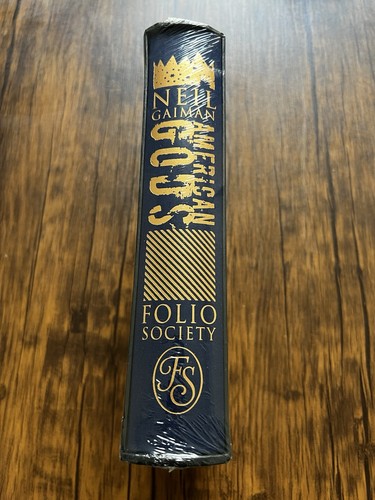 NEIL
GAIMAN
AMERICAN
GODS
FOLIO
SOCIETY
FS